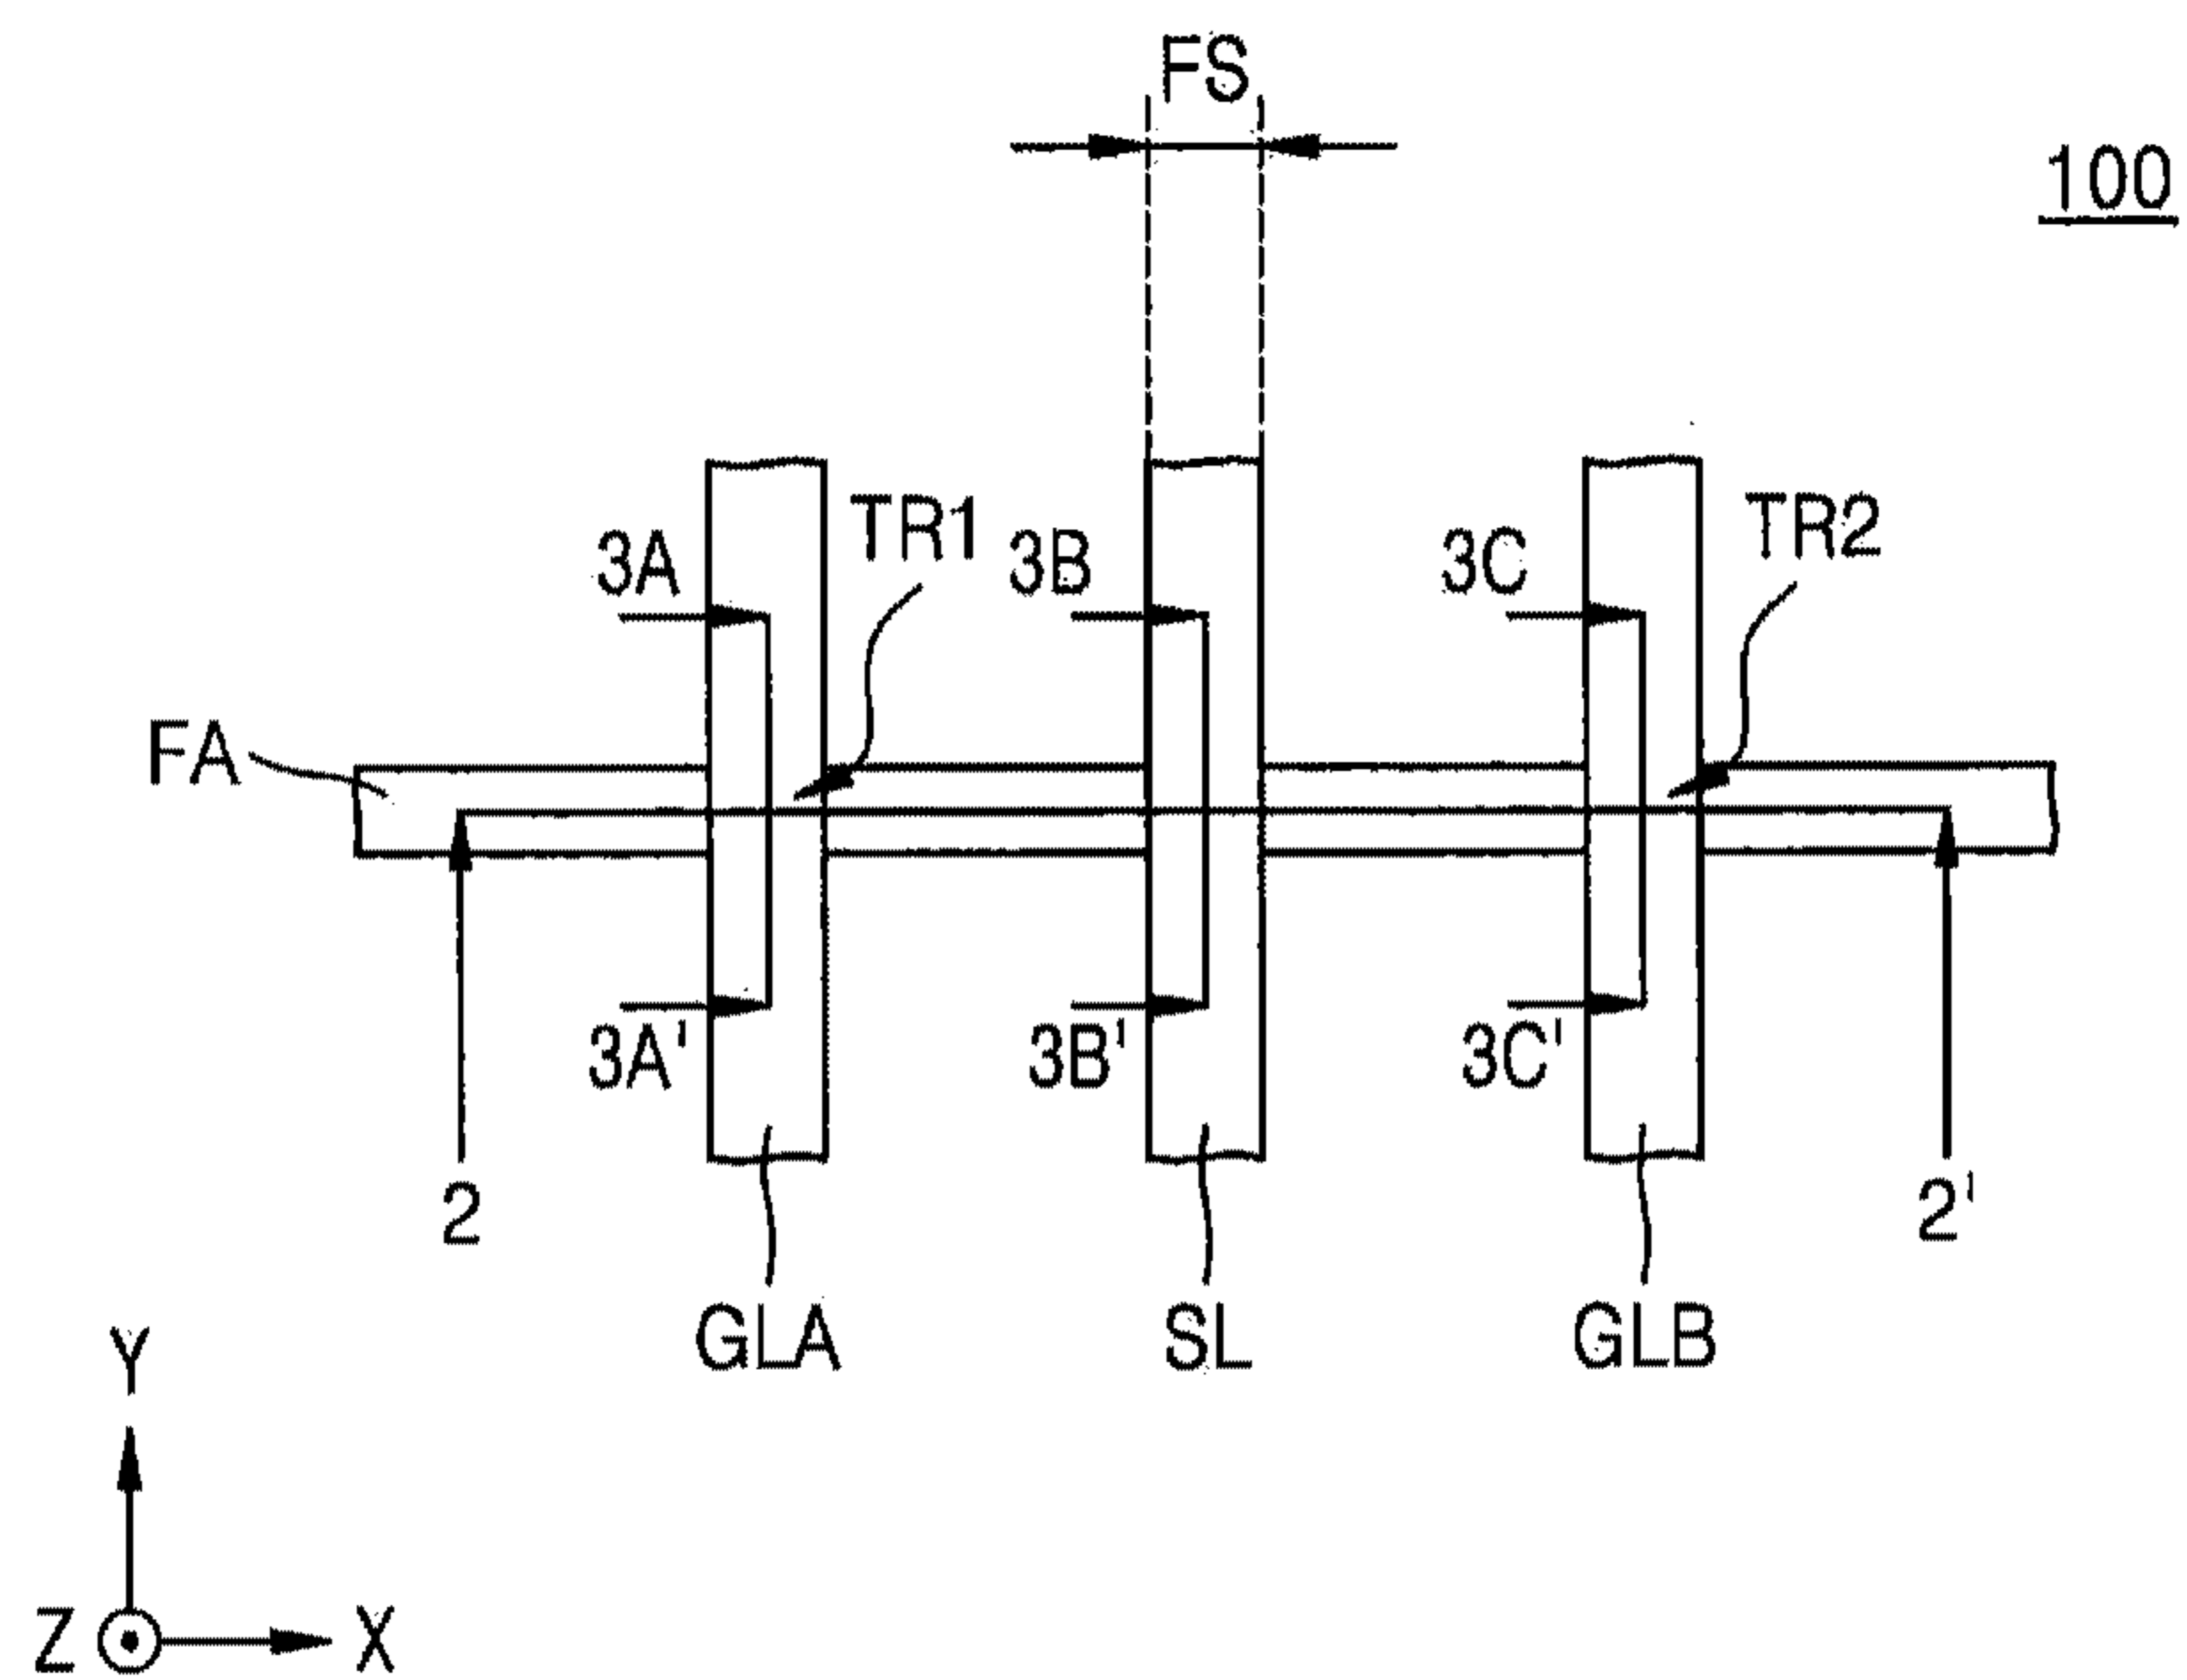 FS
100
3A TR1 3B 3C TR2
FA
3A' 3B' 3C'
2 2'
GLA SL GLB
Y
Z X